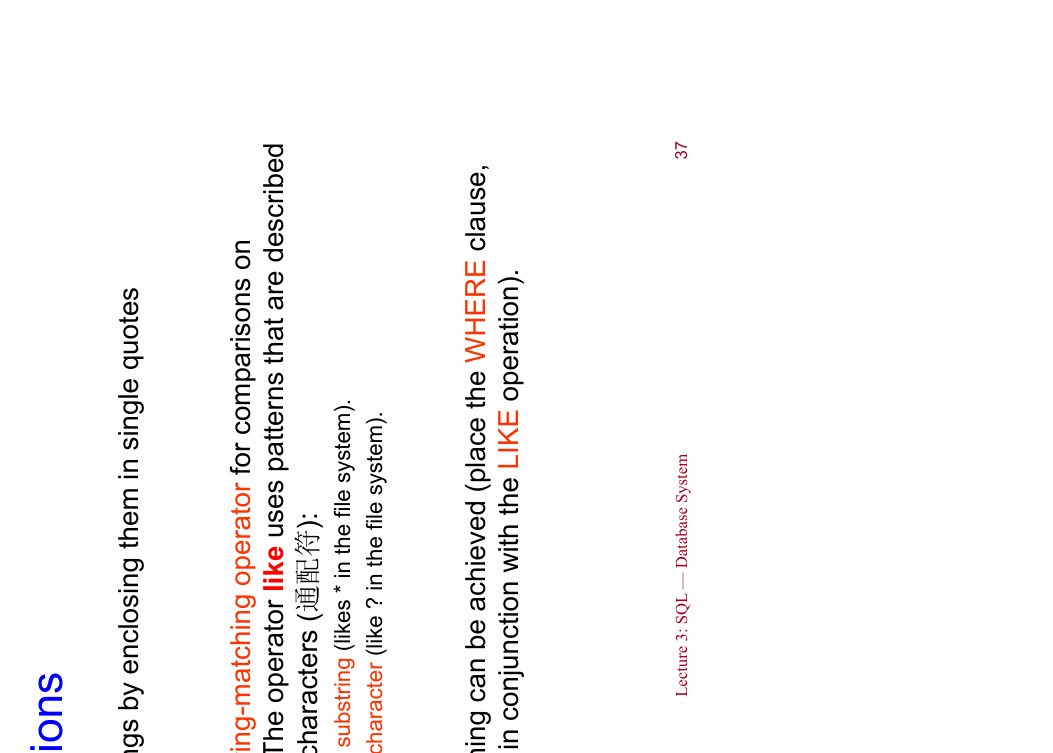 ions
ngs by enclosing them in single quotes
ing-matching operator for comparisons on
The operator like uses patterns that are described
characters (通配符):
substring (likes * in the file system).
character (like ? in the file system).
ning can be achieved (place the WHERE clause,
in conjunction with the LIKE operation).
Lecture 3: SQL — Database System 37